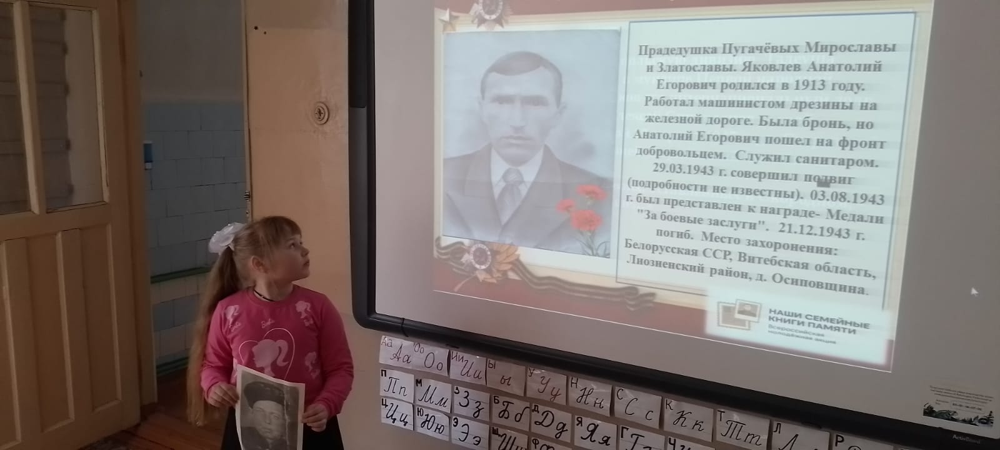 Прадедушка Пугачёвых Мирославы
и Златославы. Яковлев Анатолий
Егорович родился в 1913 году.
Работал машинистом дрезины на
железной дороге. Была бронь, но
Анатолий Егорович пошел на фронт
добровольцем. Служил санитаром.
29.03.1943 г. совершил подвиг
(подробности не известны). 03.08.1943
г. был представлен к награде- Медали
"За боевые заслуги". 21.12.1943 г.
погиб. Место захоронения:
Белорусская ССР, Витебская область,
Лиозненский район, д. Осиповщина.
НАШИ СЕМЕЙНЫЕ
КНИГИ ПАМЯТИ
Всероссийская
молодёжная акция
ActivBoard
Barbie
Аа Аа Оо Оо Ии Ии Ы ы У Уу Н Нн С Сс К Кк Т Тт Л Р
П Пп М Мм З Зз Б Бб Д Дд Я Яя Г Ч
Ц Цц Ю Юю Э Ээ Ш Ф